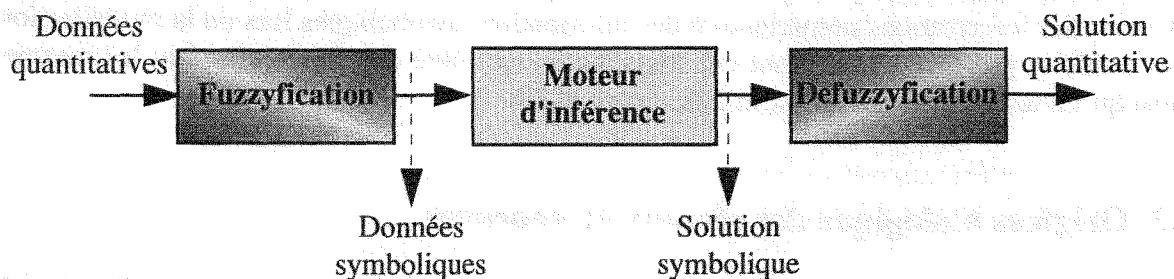 Données
quantitatives
Fuzzyfication
Moteur
d'inférence
Defuzzyfication
Solution
quantitative
Données
symboliques
Solution
symbolique